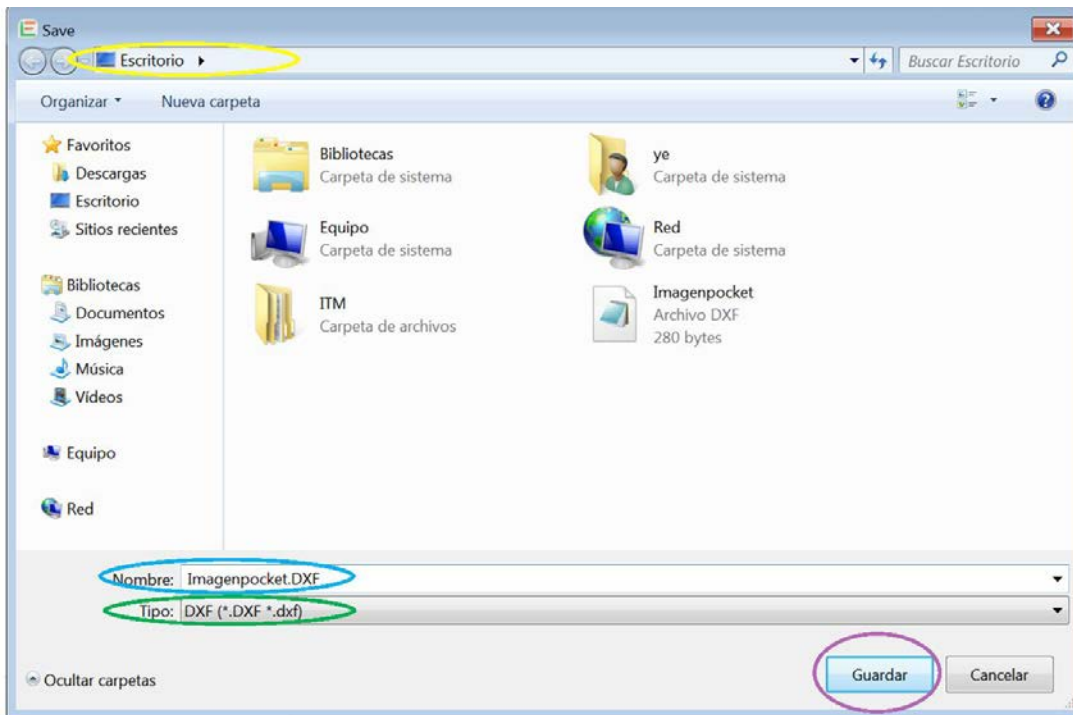 Save
Escritorio
Buscar Escritorio
Organizar
Nueva carpeta
Favoritos
Descargas
Escritorio
Sitios recientes
Bibliotecas
Documentos
Imágenes
Música
Vídeos
Equipo
Red
Bibliotecas
Carpeta de sistema
ye
Carpeta de sistema
Equipo
Carpeta de sistema
Red
Carpeta de sistema
ITM
Carpeta de archivos
Imagenpocket
Archivo DXF
280 bytes
Nombre: Imagenpocket.DXF
Tipo: DXF (*.DXF *.dxf)
Ocultar carpetas
Guardar
Cancelar